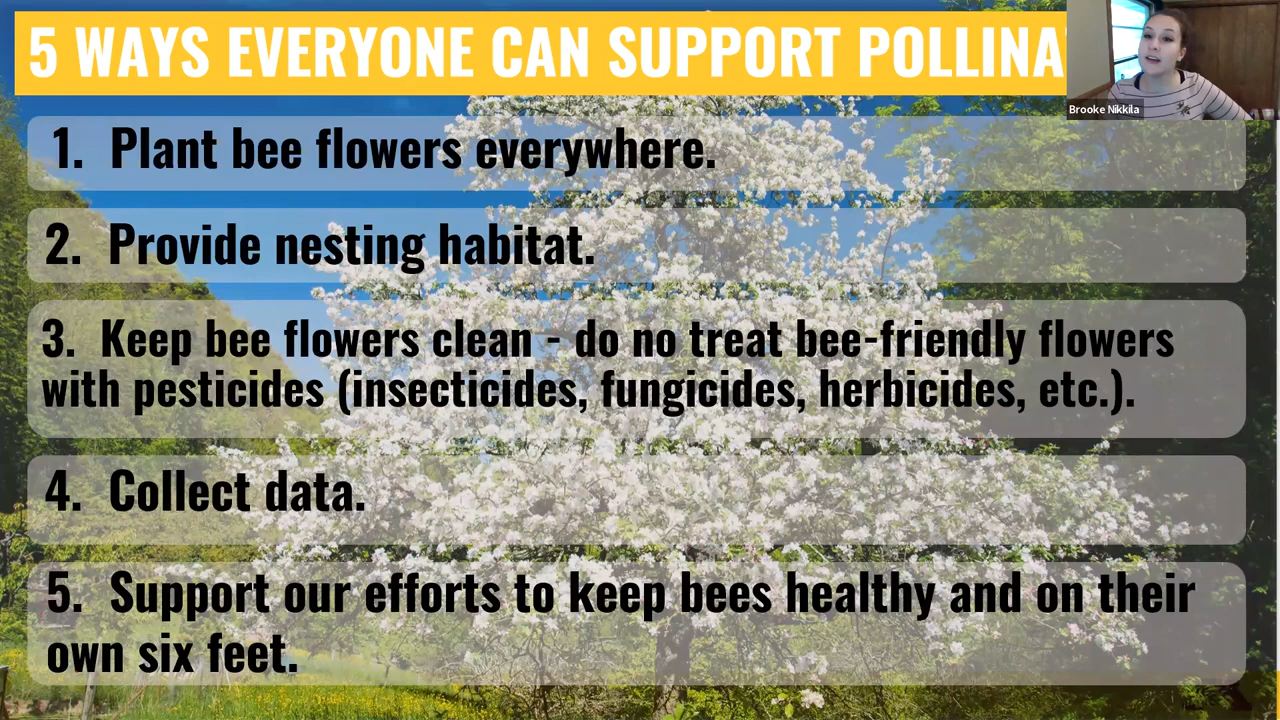 5 WAYS EVERYONE CAN SUPPORT POLLINA
Brooke Nikkila
1. Plant bee flowers everywhere.
2. Provide nesting habitat.
3. Keep bee flowers clean - do no treat bee-friendly flowers
with pesticides (insecticides, fungicides, herbicides, etc.).
4. Collect data.
5. Support our efforts to keep bees healthy and on their
own six feet.